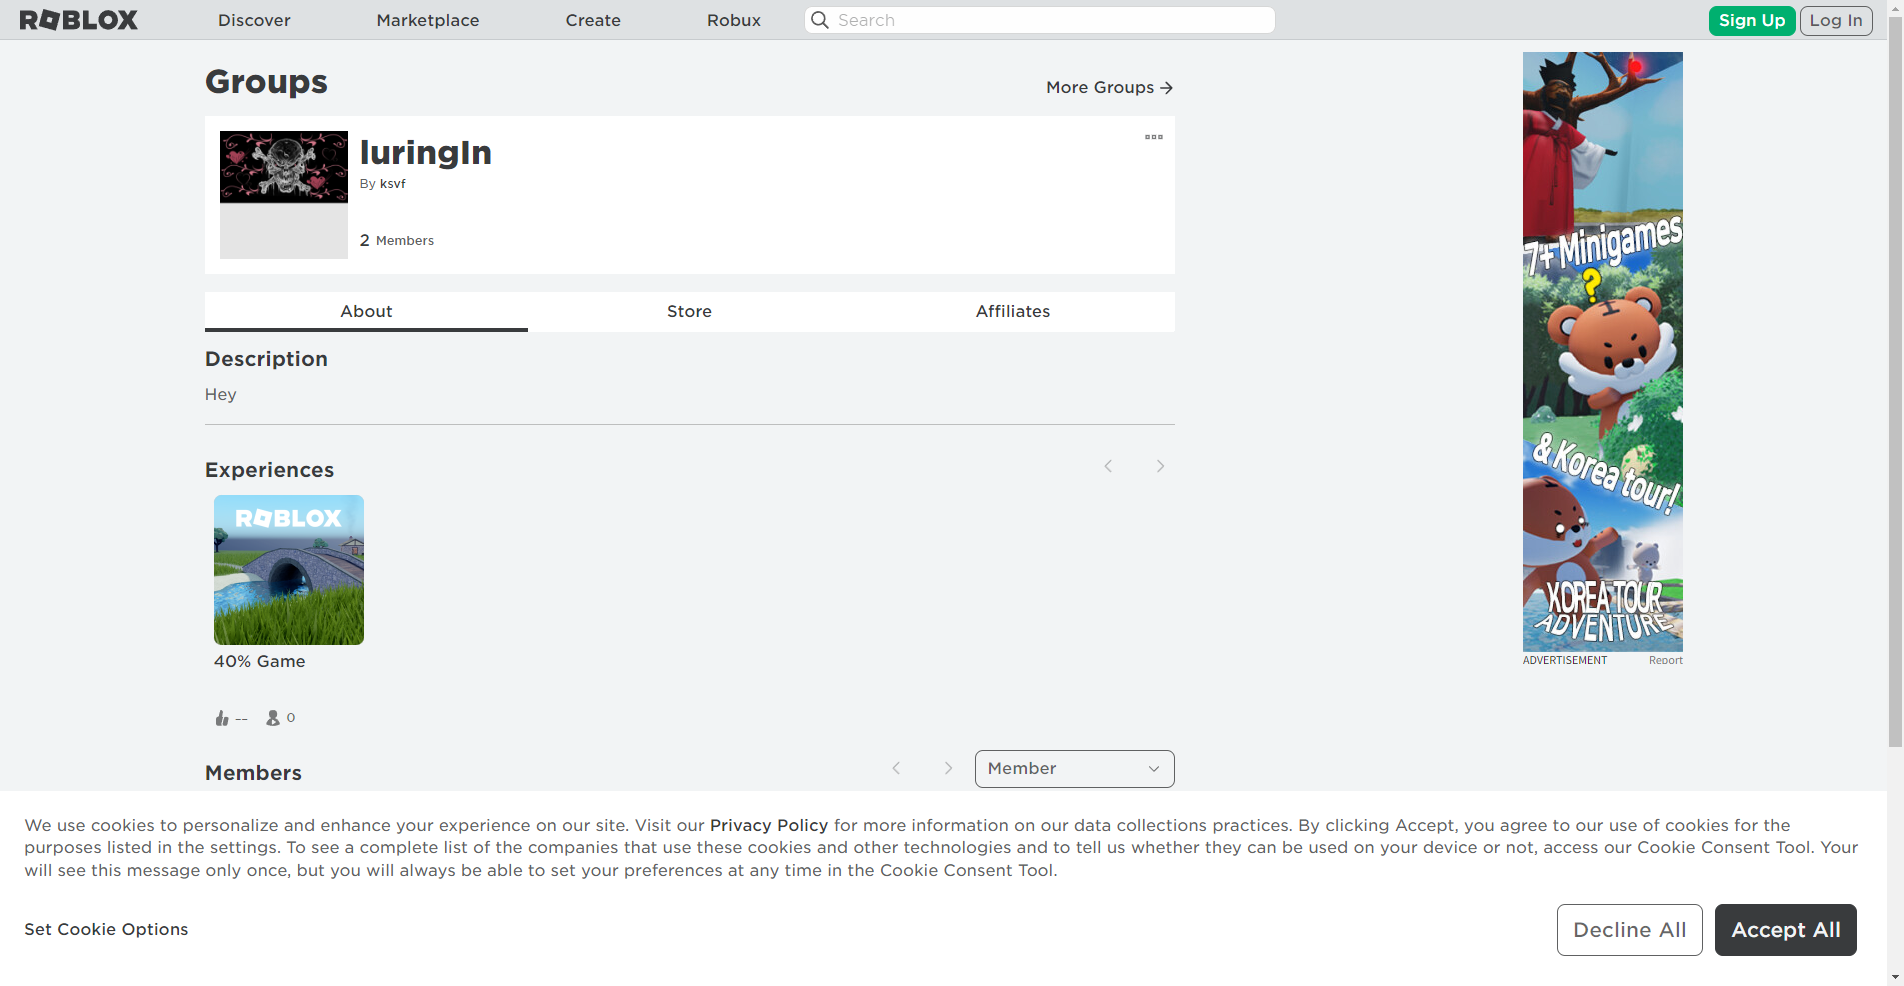 ROBLOX
Discover
Marketplace
Create
Robux
Search
Sign Up
Log In
Groups
More Groups
luringIn
By ksvf
2 Members
About
Store
Affiliates
Description
Hey
Experiences
ROBLOX
40% Game
--
0
Members
Member
7+ Minigames
?
& Korea tour!
KOREA TOUR
ADVENTURE
ADVERTISEMENT
Report
We use cookies to personalize and enhance your experience on our site. Visit our Privacy Policy for more information on our data collections practices. By clicking Accept, you agree to our use of cookies for the
purposes listed in the settings. To see a complete list of the companies that use these cookies and other technologies and to tell us whether they can be used on your device or not, access our Cookie Consent Tool. Your
will see this message only once, but you will always be able to set your preferences at any time in the Cookie Consent Tool.
Set Cookie Options
Decline All
Accept All